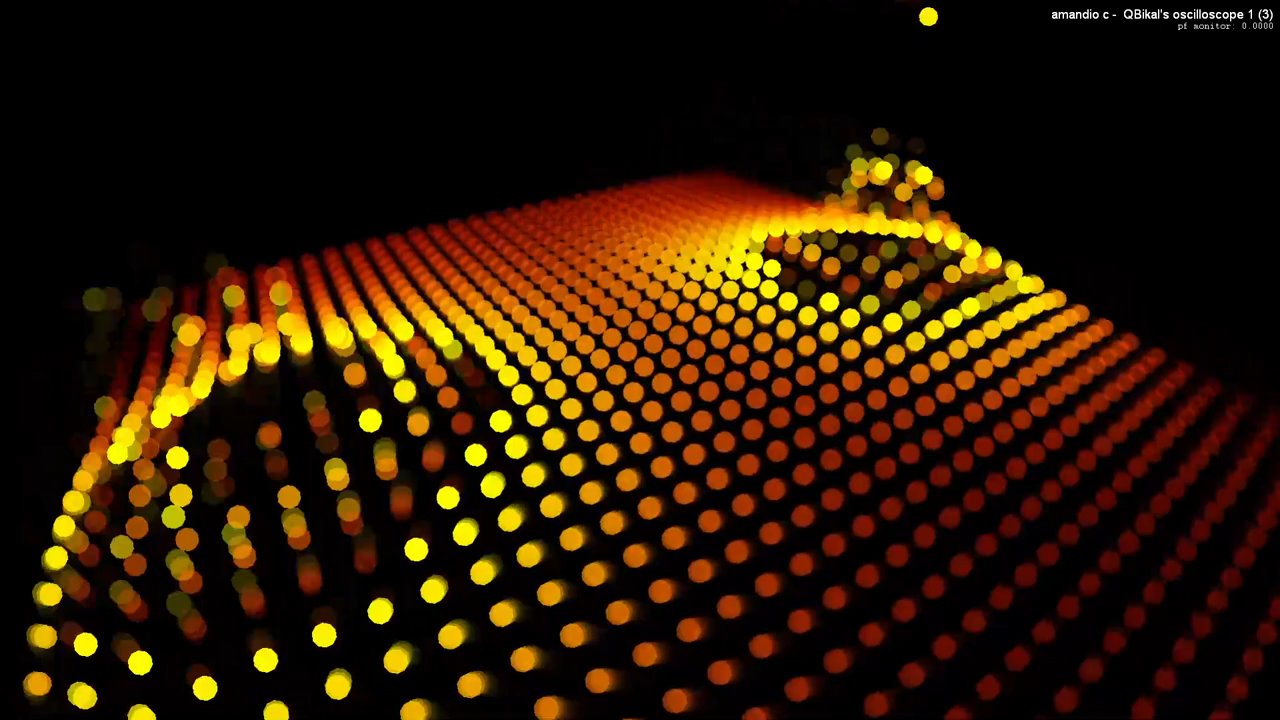 amandio c -  QBikal's oscilloscope 1 (3)
pf monitor: 0.0000